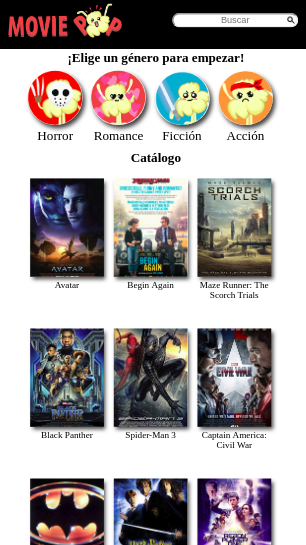 MOVIE POP
Buscar
¡Elige un género para empezar!
Horror Romance Ficción Acción
Catálogo
AVATAR
BEGIN AGAIN
SCORCH TRIALS
Avatar
Begin Again
Maze Runner: The Scorch Trials
BLACK PANTHER
SPIDER-MAN 3
CIVIL WAR
Black Panther
Spider-Man 3
Captain America: Civil War